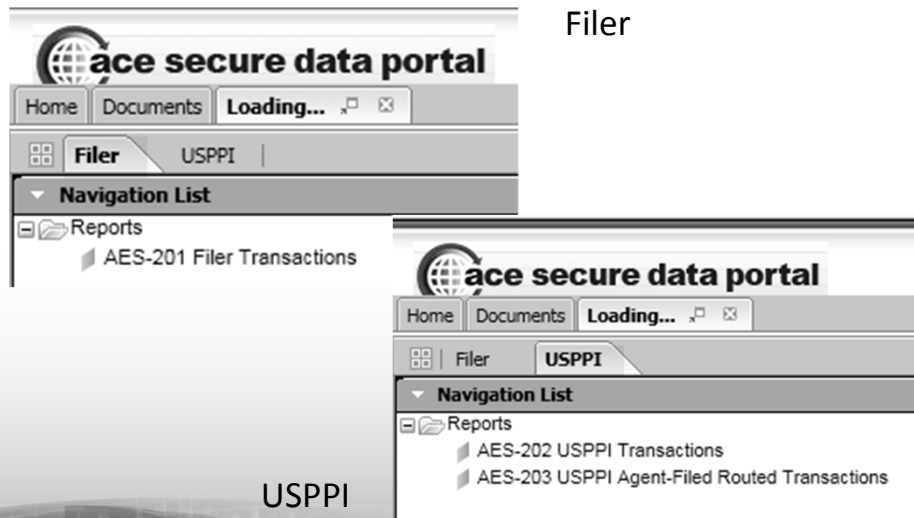 Filer
ace secure data portal
Home Documents Loading...
Filer USPPI
Navigation List
Reports
AES-201 Filer Transactions
ace secure data portal
Home Documents Loading...
Filer USPPI
Navigation List
Reports
AES-202 USPPI Transactions
AES-203 USPPI Agent-Filed Routed Transactions
USPPI